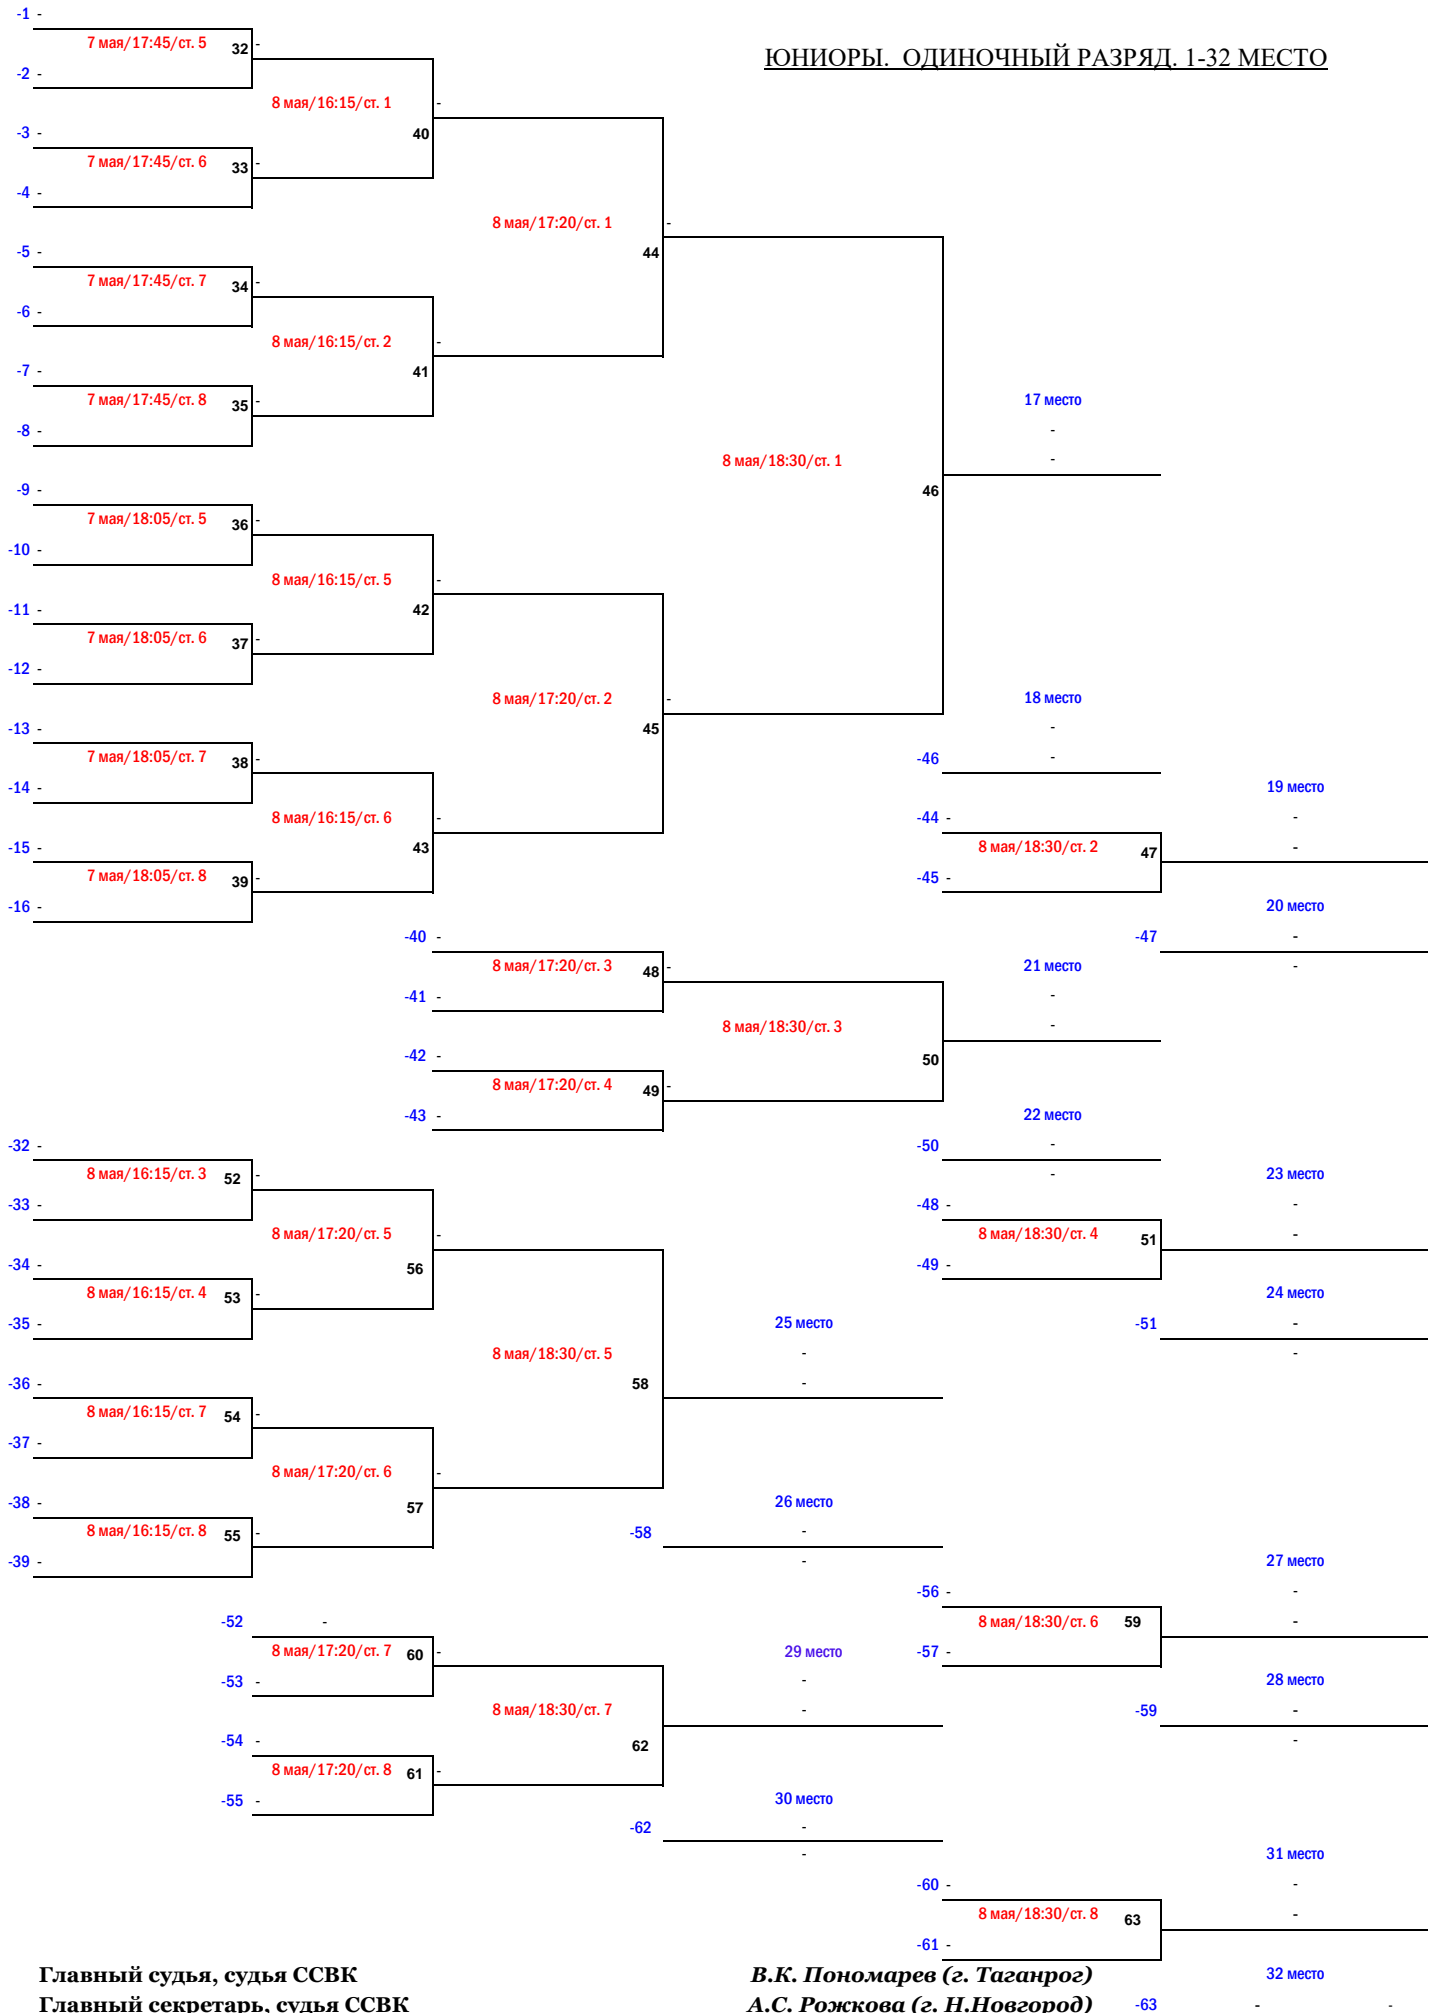 -1 -
7 мая/17:45/ст. 5 32 -
ЮНИОРЫ. ОДИНОЧНЫЙ РАЗРЯД. 1-32 МЕСТО
-2 -
8 мая/16:15/ст. 1 -
-3 - 40
7 мая/17:45/ст. 6 33 -
-4 -
8 мая/17:20/ст. 1 -
-5 - 44
7 мая/17:45/ст. 7 34 -
-6 -
8 мая/16:15/ст. 2 -
-7 - 41
7 мая/17:45/ст. 8 35 - 17 место
-8 - -
8 мая/18:30/ст. 1 -
-9 - 46
7 мая/18:05/ст. 5 36 -
-10 -
8 мая/16:15/ст. 5 -
-11 - 42
7 мая/18:05/ст. 6 37 -
-12 -
8 мая/17:20/ст. 2 - 18 место
-13 - 45 -
7 мая/18:05/ст. 7 38 - -46 -
-14 - 19 место
8 мая/16:15/ст. 6 - -44 - -
-15 - 43 8 мая/18:30/ст. 2 47 -
7 мая/18:05/ст. 8 39 - -45 -
-16 - 20 место
-40 - -47 -
8 мая/17:20/ст. 3 48 - 21 место -
-41 - -
8 мая/18:30/ст. 3 -
-42 - 50
8 мая/17:20/ст. 4 49 -
-43 - 22 место
-32 - -50 -
8 мая/16:15/ст. 3 52 - - 23 место
-33 - -48 - -
8 мая/17:20/ст. 5 - 8 мая/18:30/ст. 4 51 -
-34 - 56 -49 -
8 мая/16:15/ст. 4 53 - 24 место
-35 - 25 место -51 -
8 мая/18:30/ст. 5 - -
-36 - 58 -
8 мая/16:15/ст. 7 54 -
-37 -
8 мая/17:20/ст. 6 -
-38 - 57 26 место
8 мая/16:15/ст. 8 55 - -58 -
-39 - - 27 место
-56 - -
-52 - 8 мая/18:30/ст. 6 59 -
8 мая/17:20/ст. 7 60 - 29 место -57 -
-53 - - 28 место
8 мая/18:30/ст. 7 - -59 -
-54 - 62 -
8 мая/17:20/ст. 8 61 -
-55 - 30 место
-62 -
- 31 место
-60 - -
8 мая/18:30/ст. 8 63 -
-61 -
Главный судья, судья ССВК В.К. Пономарев (г. Таганрог) 32 место
Главный секретарь, судья ССВК А.С. Рожкова (г. Н.Новгород) -63 - -